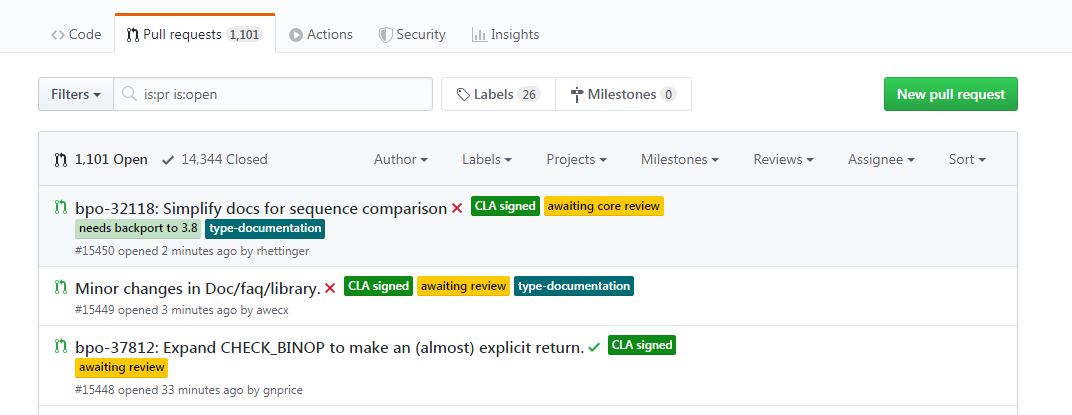 Code Pull requests 1,101 Actions Security Insights
Filters is:pr is:open Labels 26 Milestones 0 New pull request
1,101 Open 14,344 Closed Author Labels Projects Milestones Reviews Assignee Sort
bpo-32118: Simplify docs for sequence comparison CLA signed awaiting core review
needs backport to 3.8 type-documentation
#15450 opened 2 minutes ago by rhettinger
Minor changes in Doc/faq/library. CLA signed awaiting review type-documentation
#15449 opened 3 minutes ago by awecx
bpo-37812: Expand CHECK_BINOP to make an (almost) explicit return. CLA signed
awaiting review
#15448 opened 33 minutes ago by gnprice